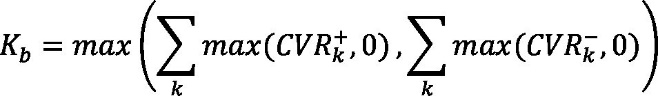 K_b = max(∑_k max(CVR_k^+, 0), ∑_k max(CVR_k^−, 0))